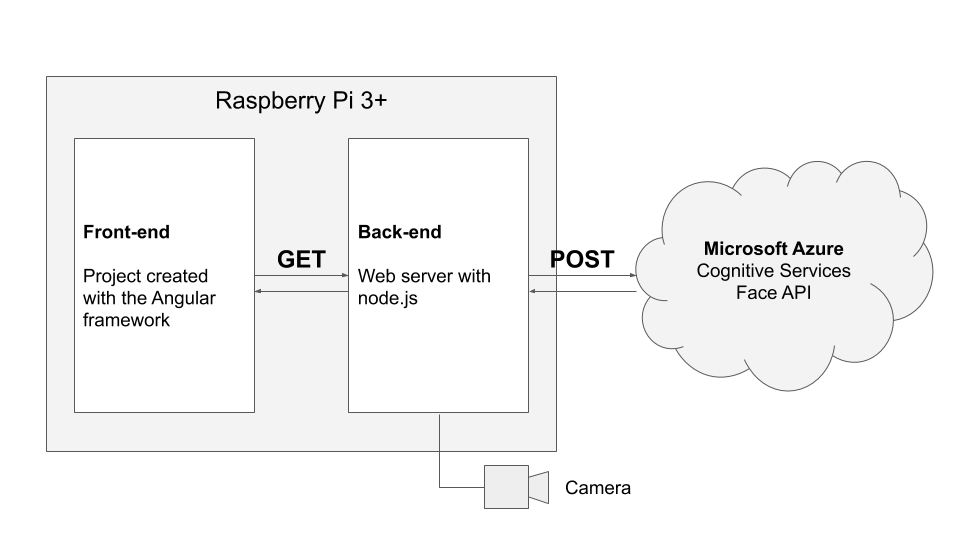 Raspberry Pi 3+
Front-end
Project created
with the Angular
framework
GET
Back-end
Web server with
node.js
POST
Microsoft Azure
Cognitive Services
Face API
Camera